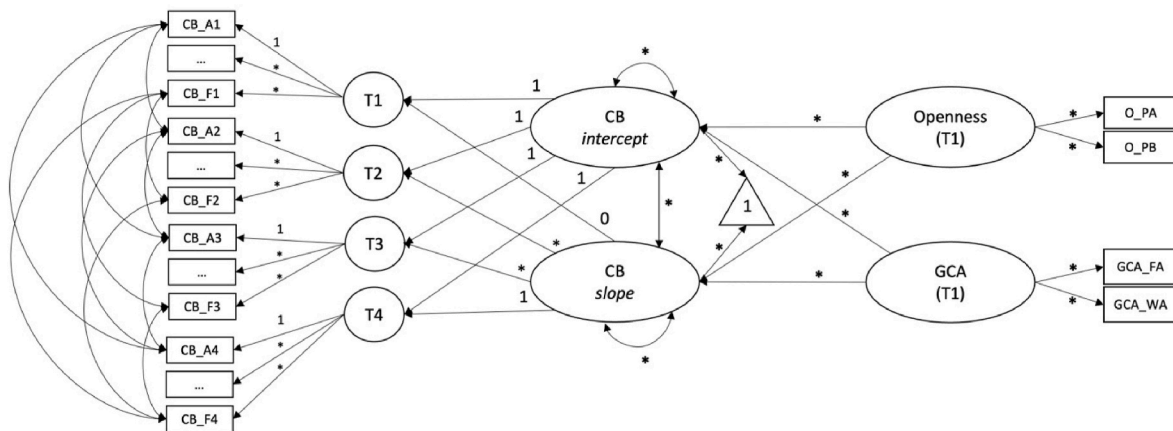 CB_A1
...
CB_F1
CB_A2
...
CB_F2
CB_A3
...
CB_F3
CB_A4
...
CB_F4
1
*
*
1
*
*
1
*
*
1
*
*
T1
T2
T3
T4
1
1
1
1
0
*
*
1
*
CB
intercept
*
CB
slope
*
*
1
*
*
*
*
*
Openness
(T1)
GCA
(T1)
*
*
*
*
O_PA
O_PB
GCA_FA
GCA_WA